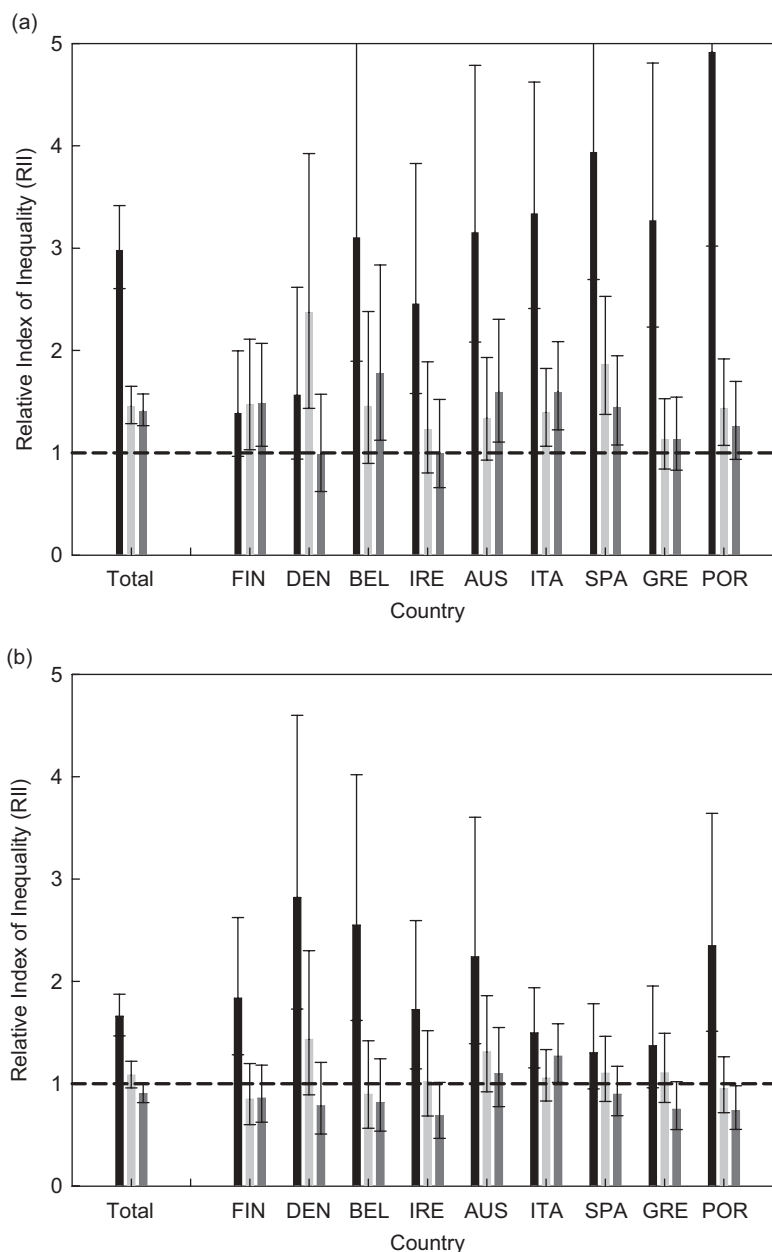 (a)
5
4
3
2
1
0
Relative Index of Inequality (RII)
Total FIN DEN BEL IRE AUS ITA SPA GRE POR
Country
(b)
5
4
3
2
1
0
Relative Index of Inequality (RII)
Total FIN DEN BEL IRE AUS ITA SPA GRE POR
Country